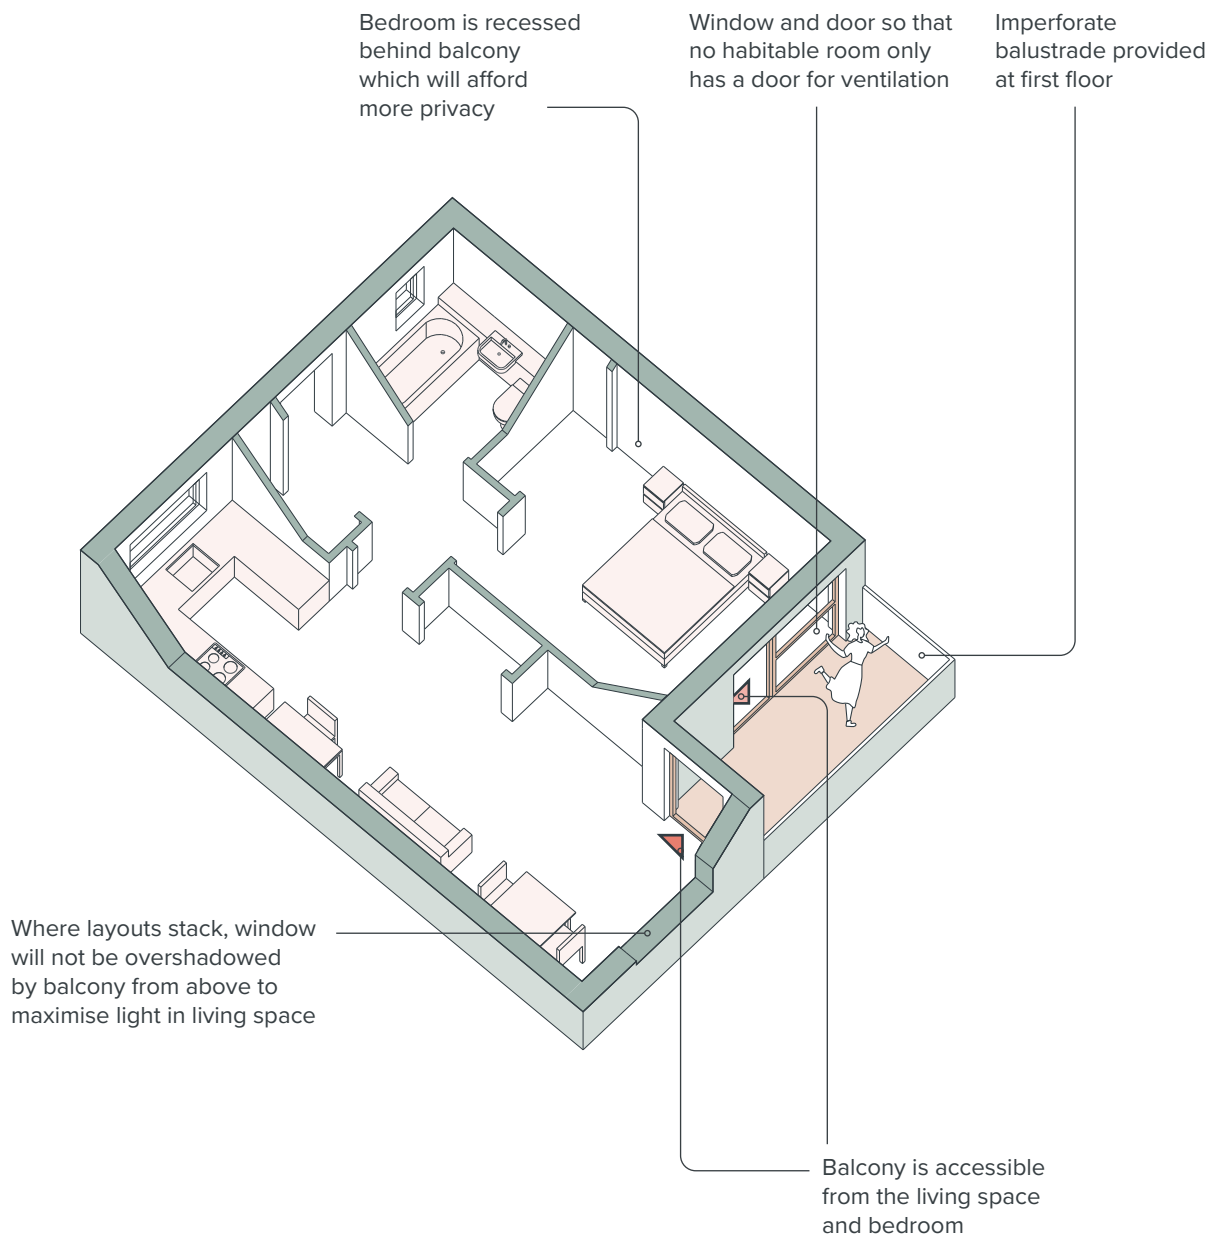 Bedroom is recessed
behind balcony
which will afford
more privacy
Window and door so that
no habitable room only
has a door for ventilation
Imperforate
balustrade provided
at first floor
Where layouts stack, window
will not be overshadowed
by balcony from above to
maximise light in living space
Balcony is accessible
from the living space
and bedroom